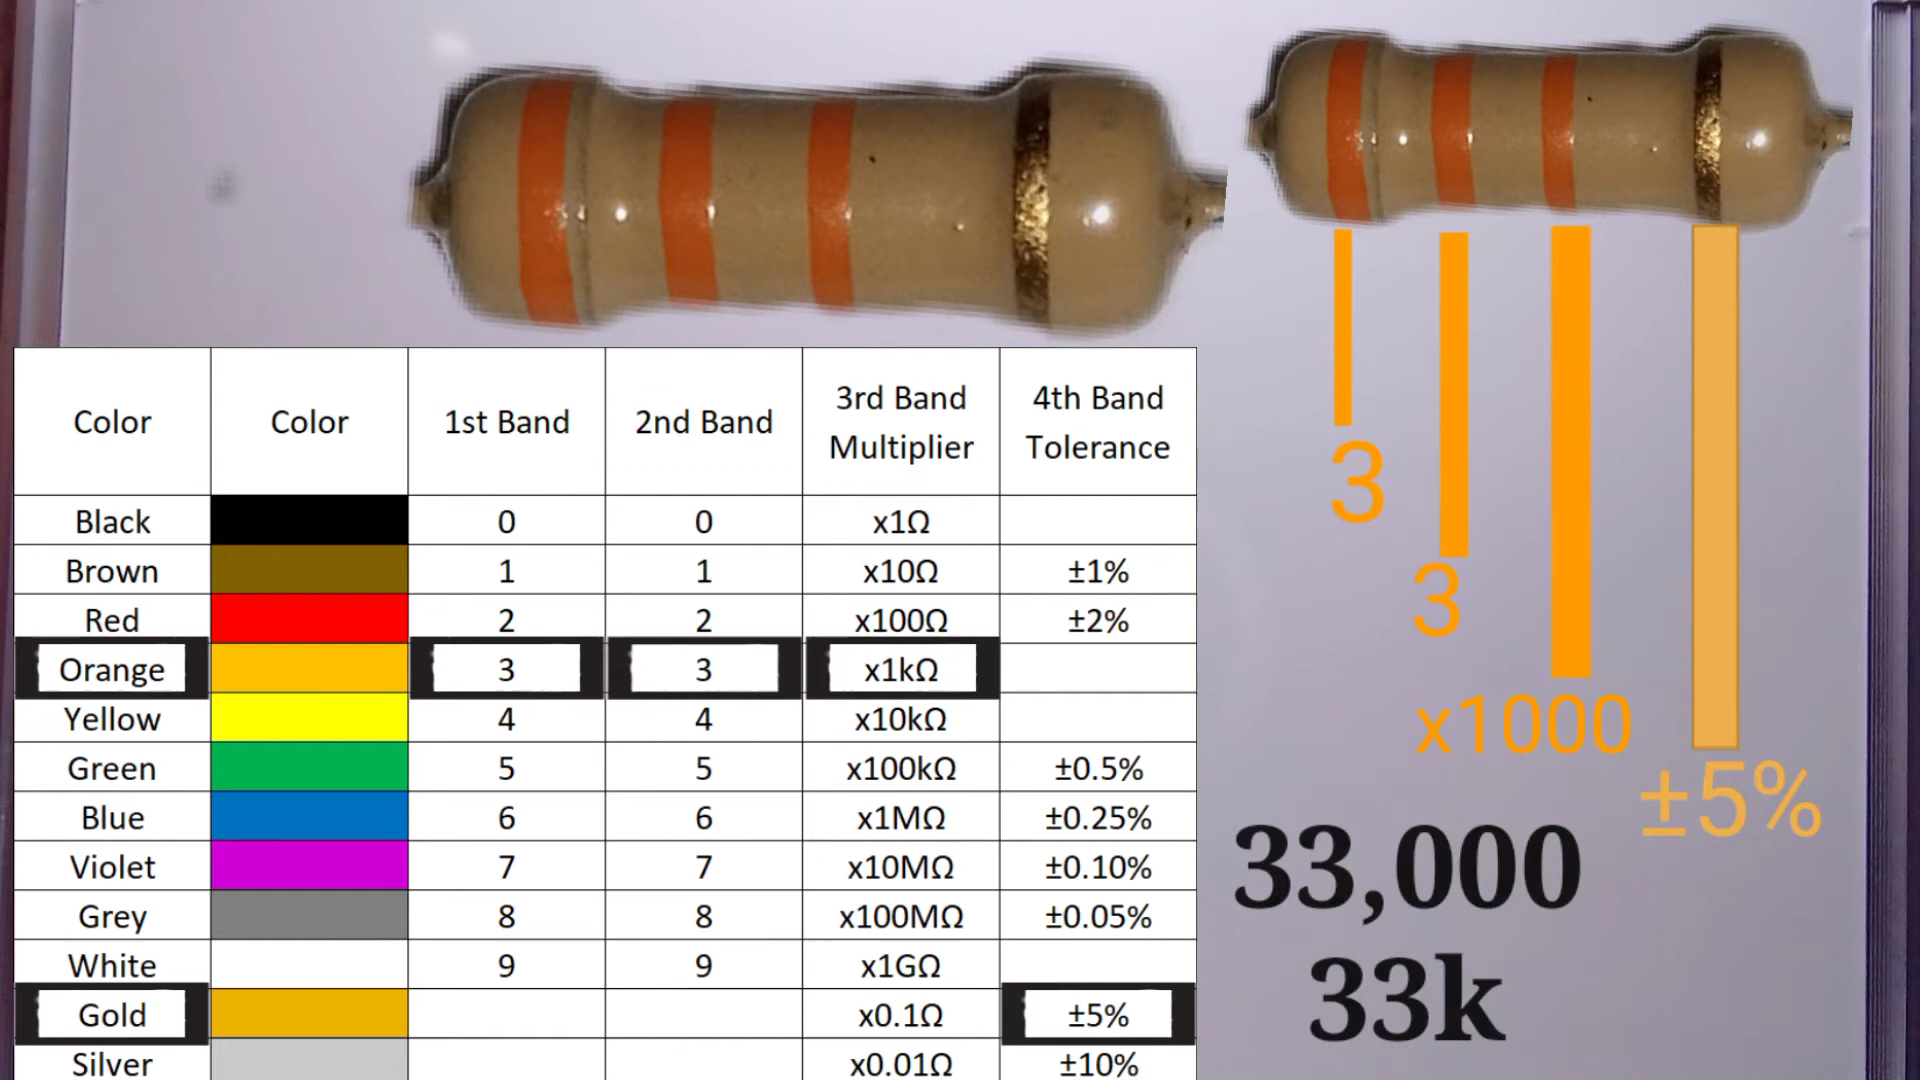 Color Color 1st Band 2nd Band 3rd Band Multiplier 4th Band Tolerance
Black 0 0 x1Ω
Brown 1 1 x10Ω ±1%
Red 2 2 x100Ω ±2%
Orange 3 3 x1kΩ
Yellow 4 4 x10kΩ
Green 5 5 x100kΩ ±0.5%
Blue 6 6 x1MΩ ±0.25%
Violet 7 7 x10MΩ ±0.10%
Grey 8 8 x100MΩ ±0.05%
White 9 9 x1GΩ
Gold x0.1Ω ±5%
Silver x0.01Ω ±10%
3
3
x1000
±5%
33,000
33k